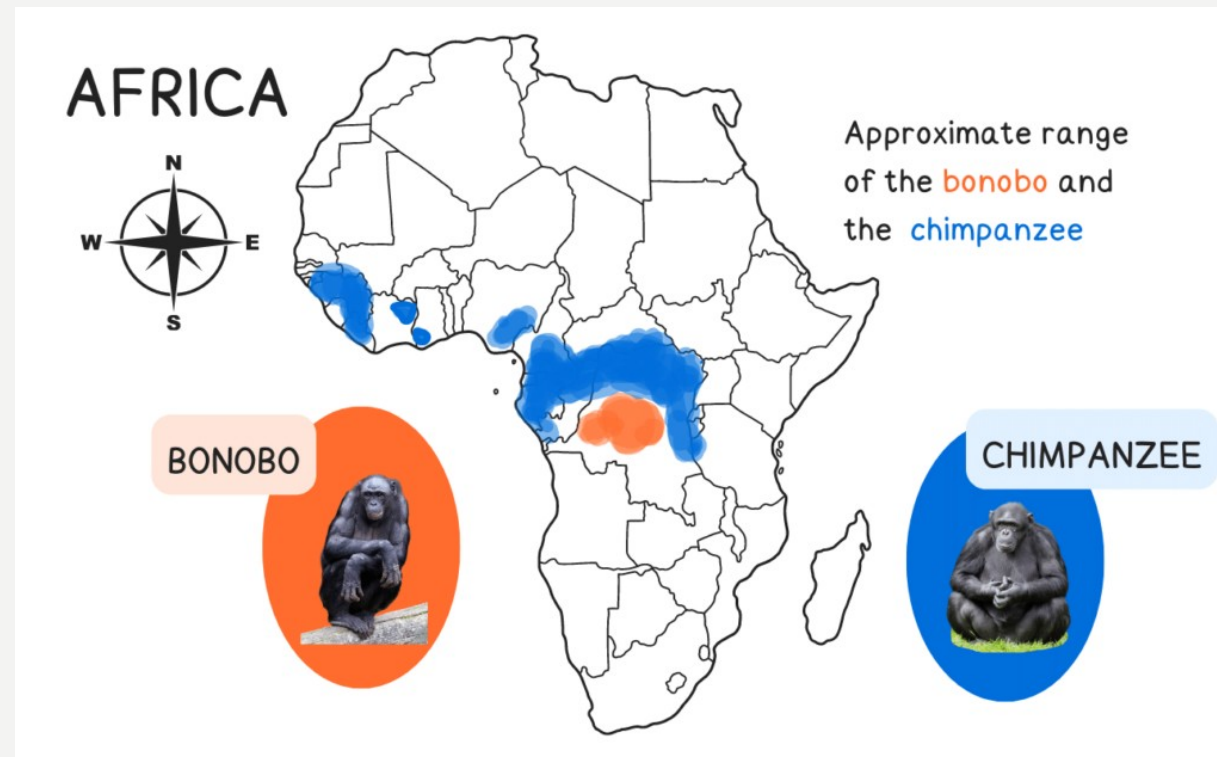 AFRICA
N
W
E
S
Approximate range
of the bonobo and
the chimpanzee
BONOBO
CHIMPANZEE